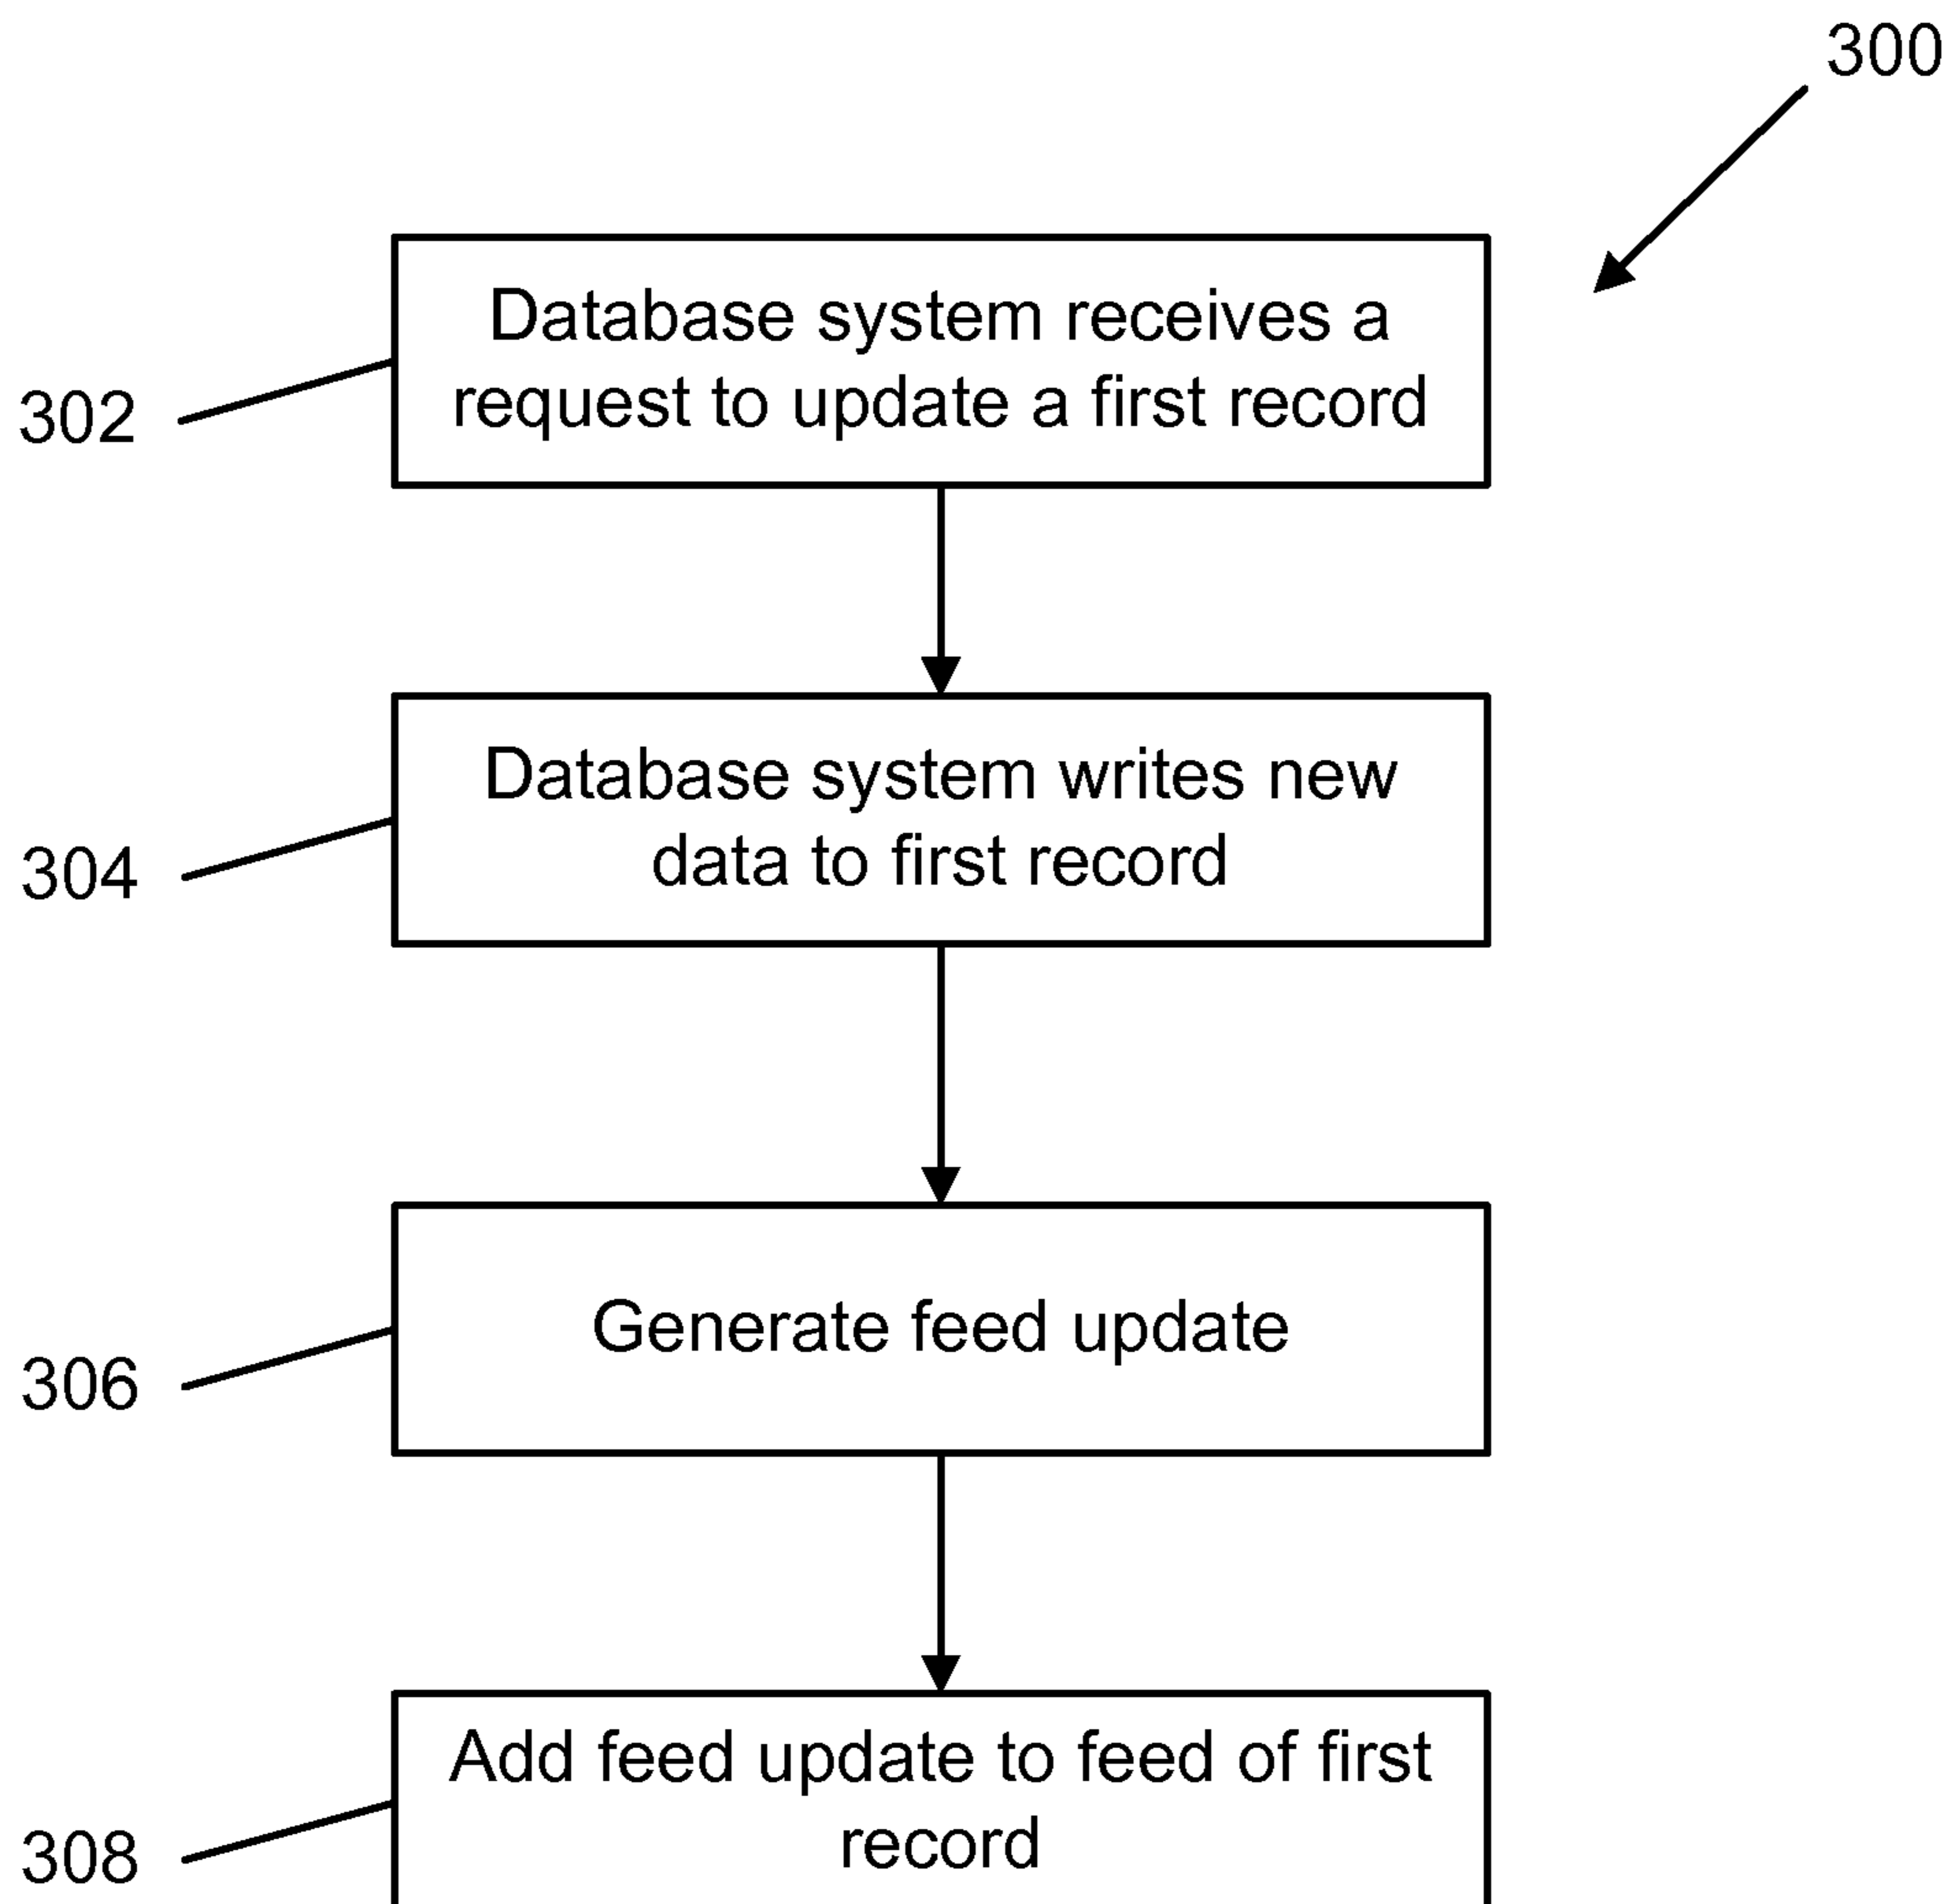 300
Database system receives a
request to update a first record
302
Database system writes new
data to first record
304
Generate feed update
306
Add feed update to feed of first
record
308